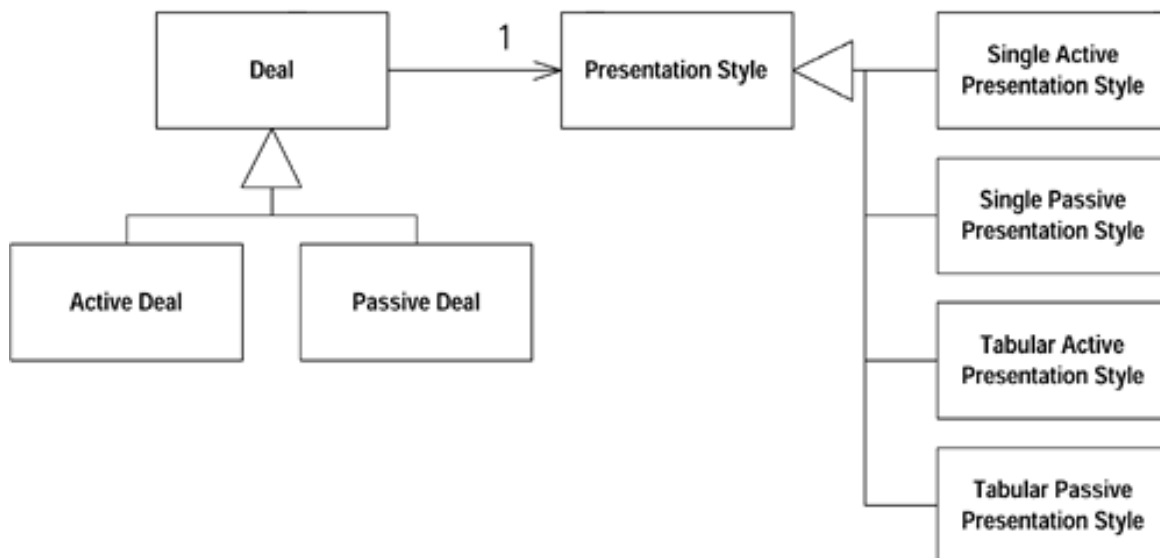 1
Deal
Presentation Style
Single Active
Presentation Style
Single Passive
Presentation Style
Active Deal
Passive Deal
Tabular Active
Presentation Style
Tabular Passive
Presentation Style